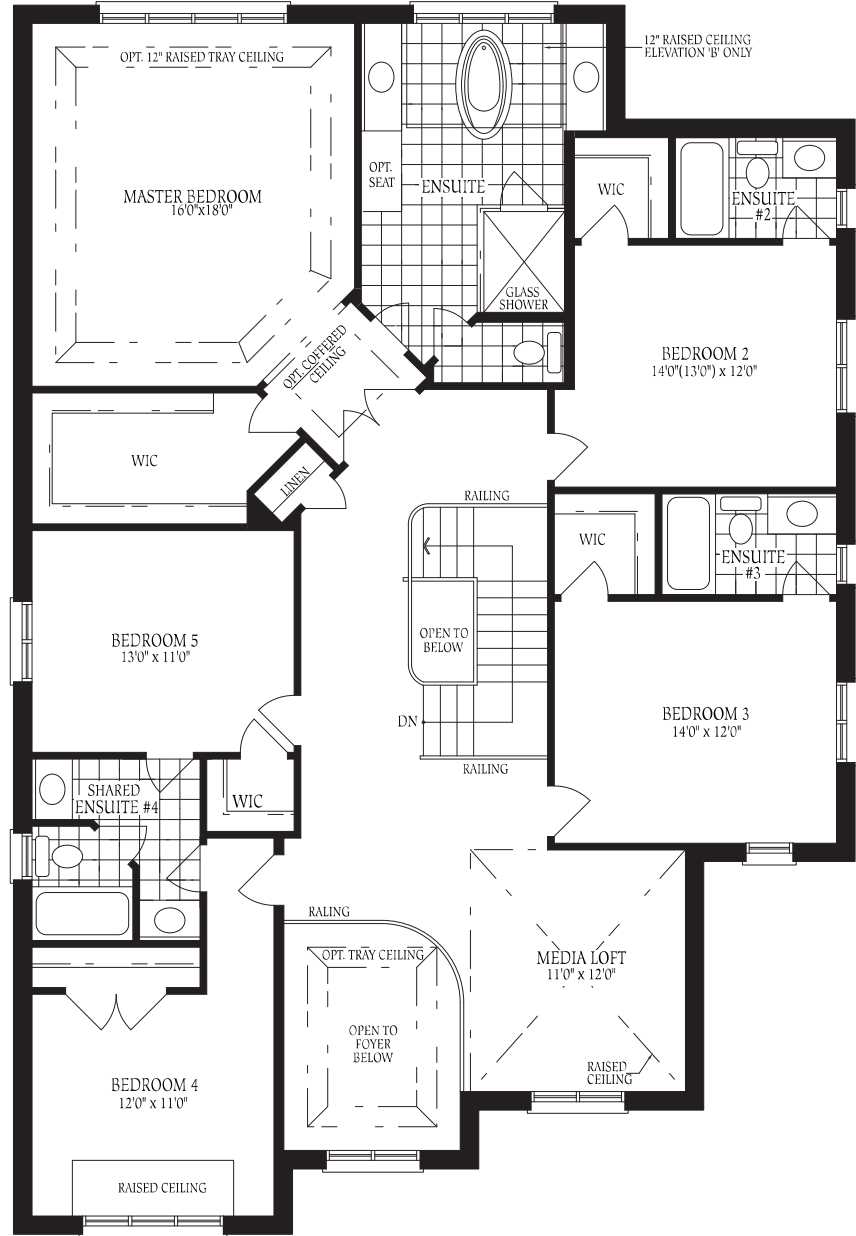 OPT. 12" RAISED TRAY CEILING
12" RAISED CEILING
ELEVATION 'B' ONLY
MASTER BEDROOM
16'0"x18'0"
OPT.
SEAT
ENSUITE
WIC
ENSUITE
#2
GLASS
SHOWER
OPT. COFFERED
CEILING
BEDROOM 2
14'0"(13'0") x 12'0"
WIC
LINEN
RAILING
WIC
ENSUITE
#3
BEDROOM 5
13'0" x 11'0"
OPEN TO
BELOW
DN
BEDROOM 3
14'0" x 12'0"
RAILING
SHARED
ENSUITE #4
WIC
RALING
OPT. TRAY CEILING
MEDIA LOFT
11'0" x 12'0"
OPEN TO
FOYER
BELOW
RAISED
CEILING
BEDROOM 4
12'0" x 11'0"
RAISED CEILING